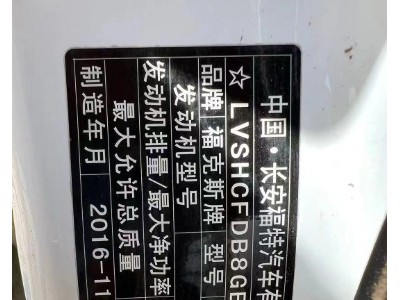 中国·长安福特汽车有
☆LVSHCFDB8GE
品牌 福克斯牌 型号
发动机型号
发动机排量/最大净功率
最大允许总质量
制造年月 2016-11